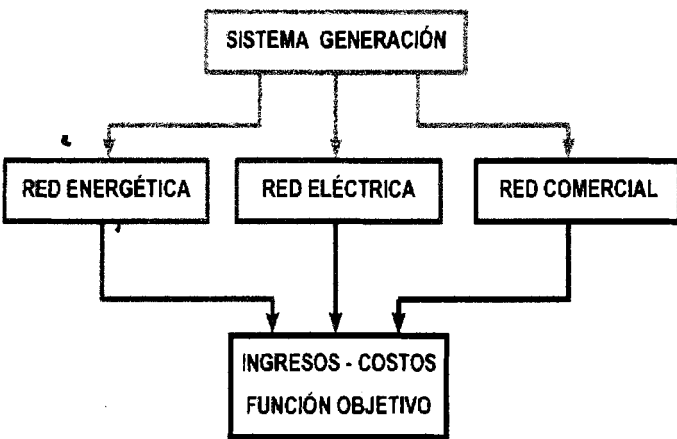 SISTEMA GENERACIÓN
RED ENERGÉTICA
RED ELÉCTRICA
RED COMERCIAL
INGRESOS - COSTOS
FUNCIÓN OBJETIVO